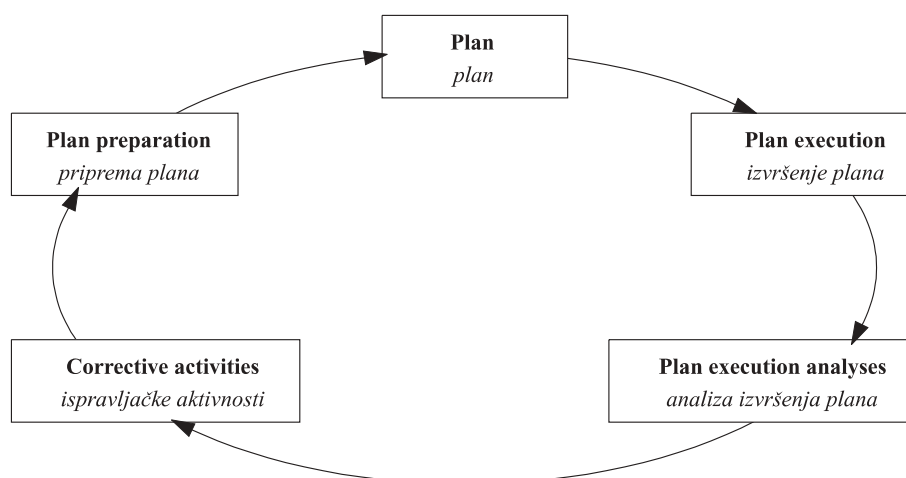 Plan
plan
Plan preparation
priprema plana
Plan execution
izvršenje plana
Corrective activities
ispravljačke aktivnosti
Plan execution analyses
analiza izvršenja plana